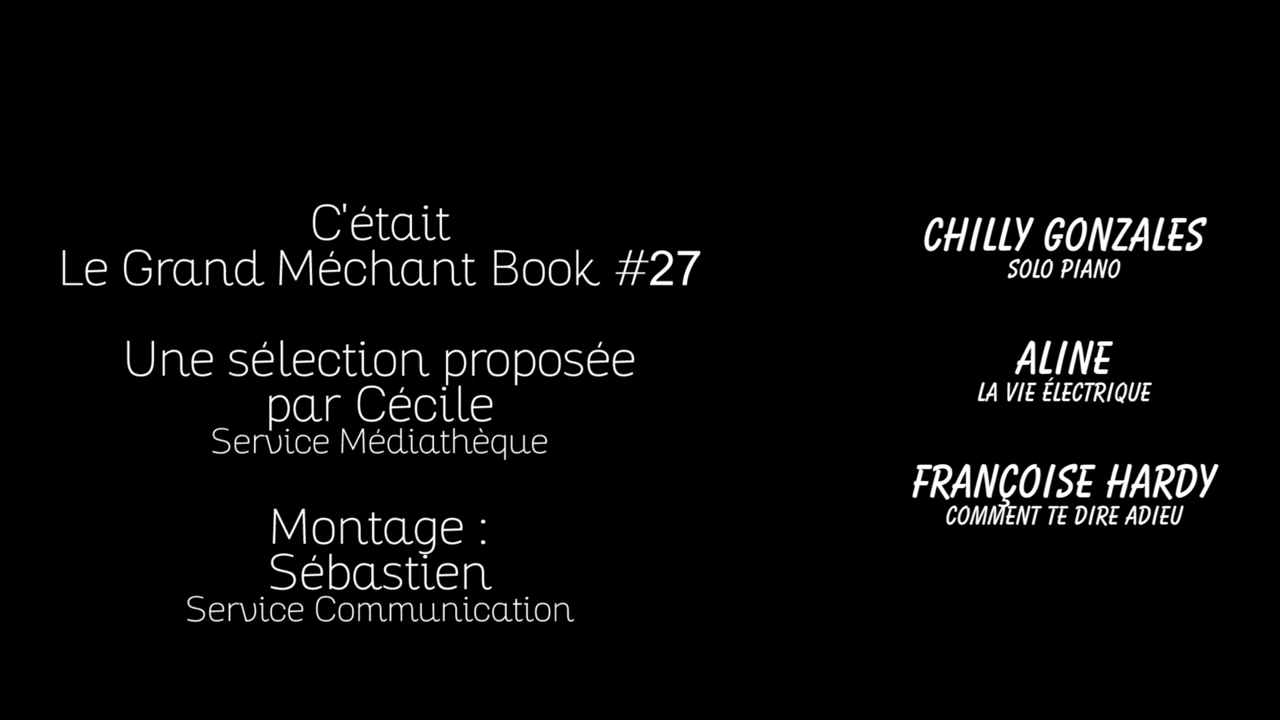 C'était
Le Grand Méchant Book #27
Une sélection proposée
par Cécile
Service Médiathèque
Montage :
Sébastien
Service Communication
CHILLY GONZALES
SOLO PIANO
ALINE
LA VIE ÉLECTRIQUE
FRANÇOISE HARDY
COMMENT TE DIRE ADIEU